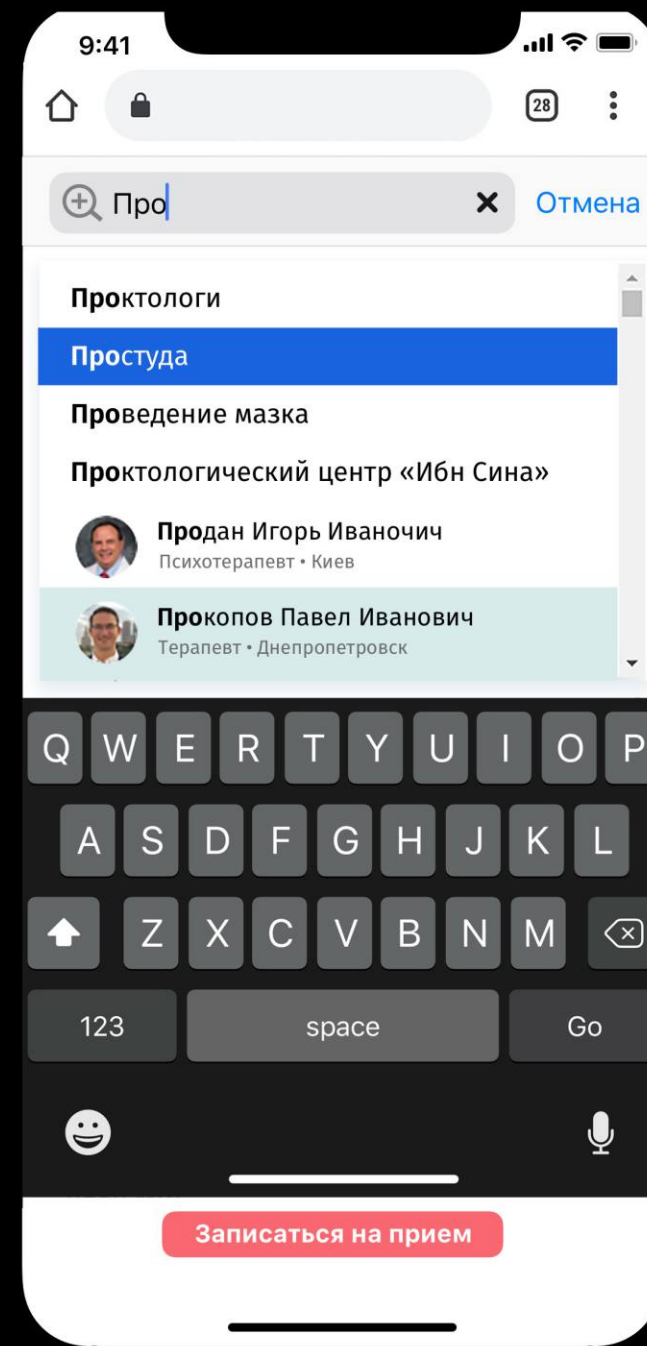 9:41
28
Про
Отмена
Проктологи
Простуда
Проведение мазка
Проктологический центр «Ибн Сина»
Продан Игорь Иваночич
Психотерапевт • Киев
Прокопов Павел Иванович
Терапевт • Днепропетровск
Q W E R T Y U I O P
A S D F G H J K L
Z X C V B N M
123 space Go
Записаться на прием